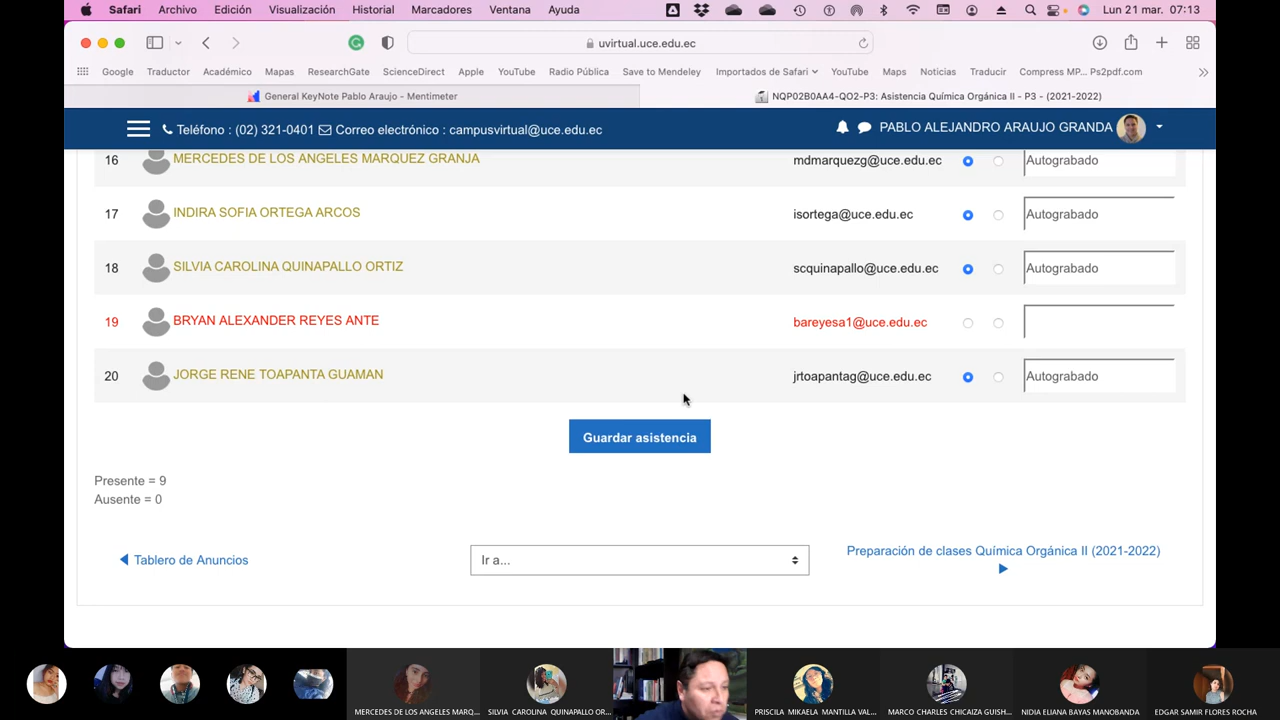 Safari Archivo Edición Visualización Historial Marcadores Ventana Ayuda Lun 21 mar. 07:13
uvirtual.uce.edu.ec
Google Traductor Académico Mapas ResearchGate ScienceDirect Apple YouTube Radio Pública Save to Mendeley Importados de Safari YouTube Maps Noticias Traducir Compress MP... Ps2pdf.com
General KeyNote Pablo Araujo - Mentimeter NQP02B0AA4-QO2-P3: Asistencia Química Orgánica II - P3 - (2021-2022)
Teléfono : (02) 321-0401 Correo electrónico : campusvirtual@uce.edu.ec PABLO ALEJANDRO ARAUJO GRANDA
16 MERCEDES DE LOS ANGELES MARQUEZ GRANJA mdmarquezg@uce.edu.ec Autograbado
17 INDIRA SOFIA ORTEGA ARCOS isortega@uce.edu.ec Autograbado
18 SILVIA CAROLINA QUINAPALLO ORTIZ scquinapallo@uce.edu.ec Autograbado
19 BRYAN ALEXANDER REYES ANTE bareyesa1@uce.edu.ec
20 JORGE RENE TOAPANTA GUAMAN jrtoapantag@uce.edu.ec Autograbado
Guardar asistencia
Presente = 9
Ausente = 0
Tablero de Anuncios Ir a... Preparación de clases Química Orgánica II (2021-2022)
MERCEDES DE LOS ANGELES MARQ... SILVIA CAROLINA QUINAPALLO OR... PRISCILA MIKAELA MANTILLA VAL... MARCO CHARLES CHICAIZA GUISH... NIDIA ELIANA BAYAS MANOBANDA EDGAR SAMIR FLORES ROCHA